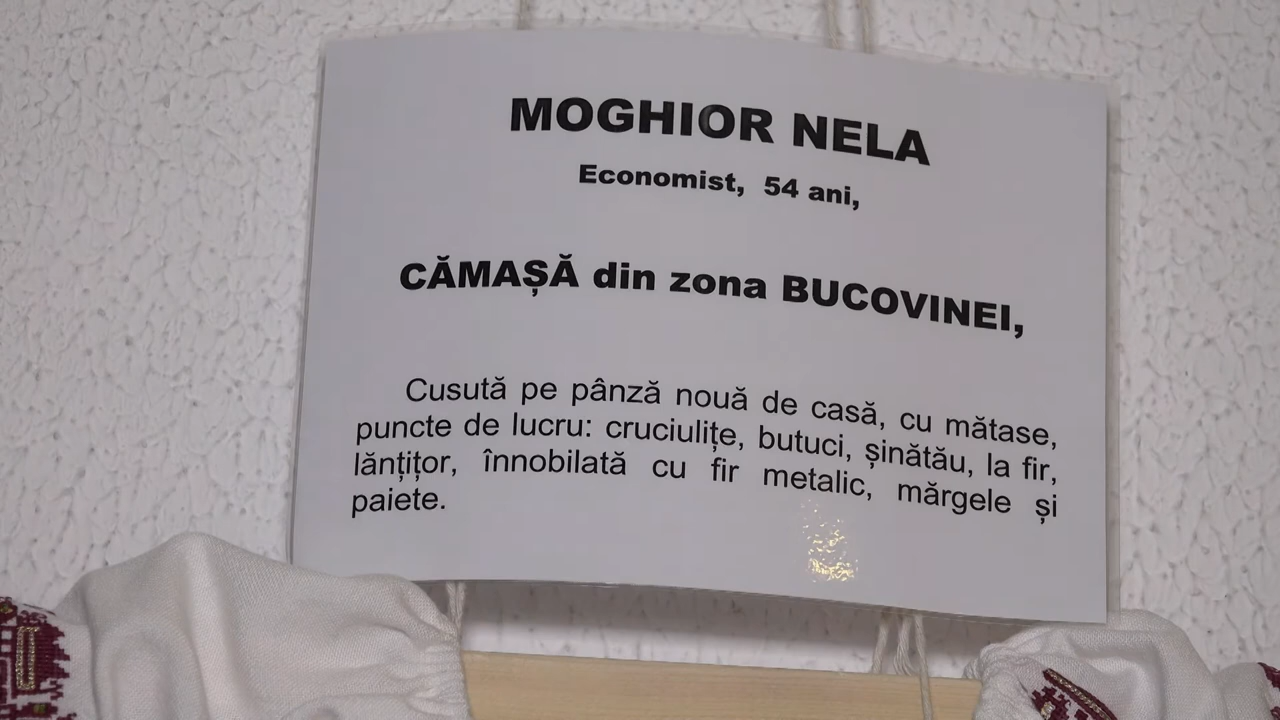 MOGHIOR NELA
Economist, 54 ani,
CĂMAȘĂ din zona BUCOVINEI,
Cusută pe pânză nouă de casă, cu mătase,
puncte de lucru: cruciulițe, butuci, șinătău, la fir,
lănțițor, înnobilată cu fir metalic, mărgele și
paiete.